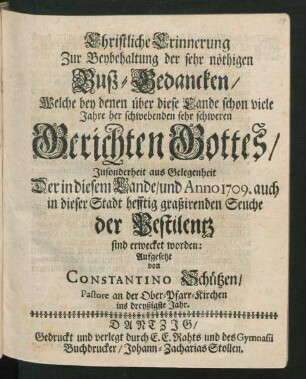 Christliche Erinnerung
Zur Beybehaltung der sehr nöthigen
Buß-Gedancken/
Welche bey denen über diese Lande schon viele
Jahre her schwebenden sehr schweren
Gerichten Gottes/
Insonderheit aus Gelegenheit
Der in diesem Lande/und Anno 1709. auch
in dieser Stadt hefftig graßirenden Seuche
der Pestilentz
sind erwecket worden:
Aufgesetzt
von
CONSTANTINO Schützen/
Pastore an der Ober-Pfarr-Kirchen
ins dreyßigste Jahr.
DANTZIG/
Gedruckt und verlegt durch E. E. Rahts und des Gymnasii
Buchdrucker/Johann-Zacharias Stollen.